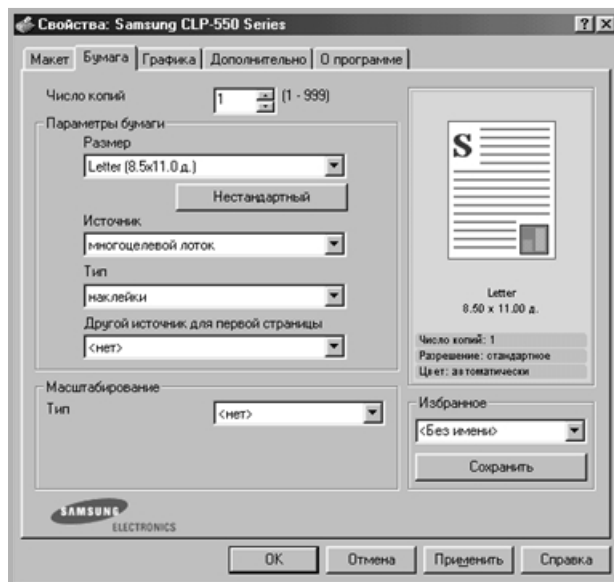 Свойства: Samsung CLP-550 Series
Макет Бумага Графика Дополнительно О программе
Число копий 1 (1 - 999)
Параметры бумаги
Размер
Letter (8.5x11.0 д.)
Нестандартный
Источник
многоцелевой лоток
Тип
наклейки
Другой источник для первой страницы
<нет>
Масштабирование
Тип <нет>
S
Letter
8.50 x 11.00 д.
Число копий: 1
Разрешение: стандартное
Цвет: автоматически
Избранное
<Без имени>
Сохранить
SAMSUNG
ELECTRONICS
OK Отмена Применить Справка